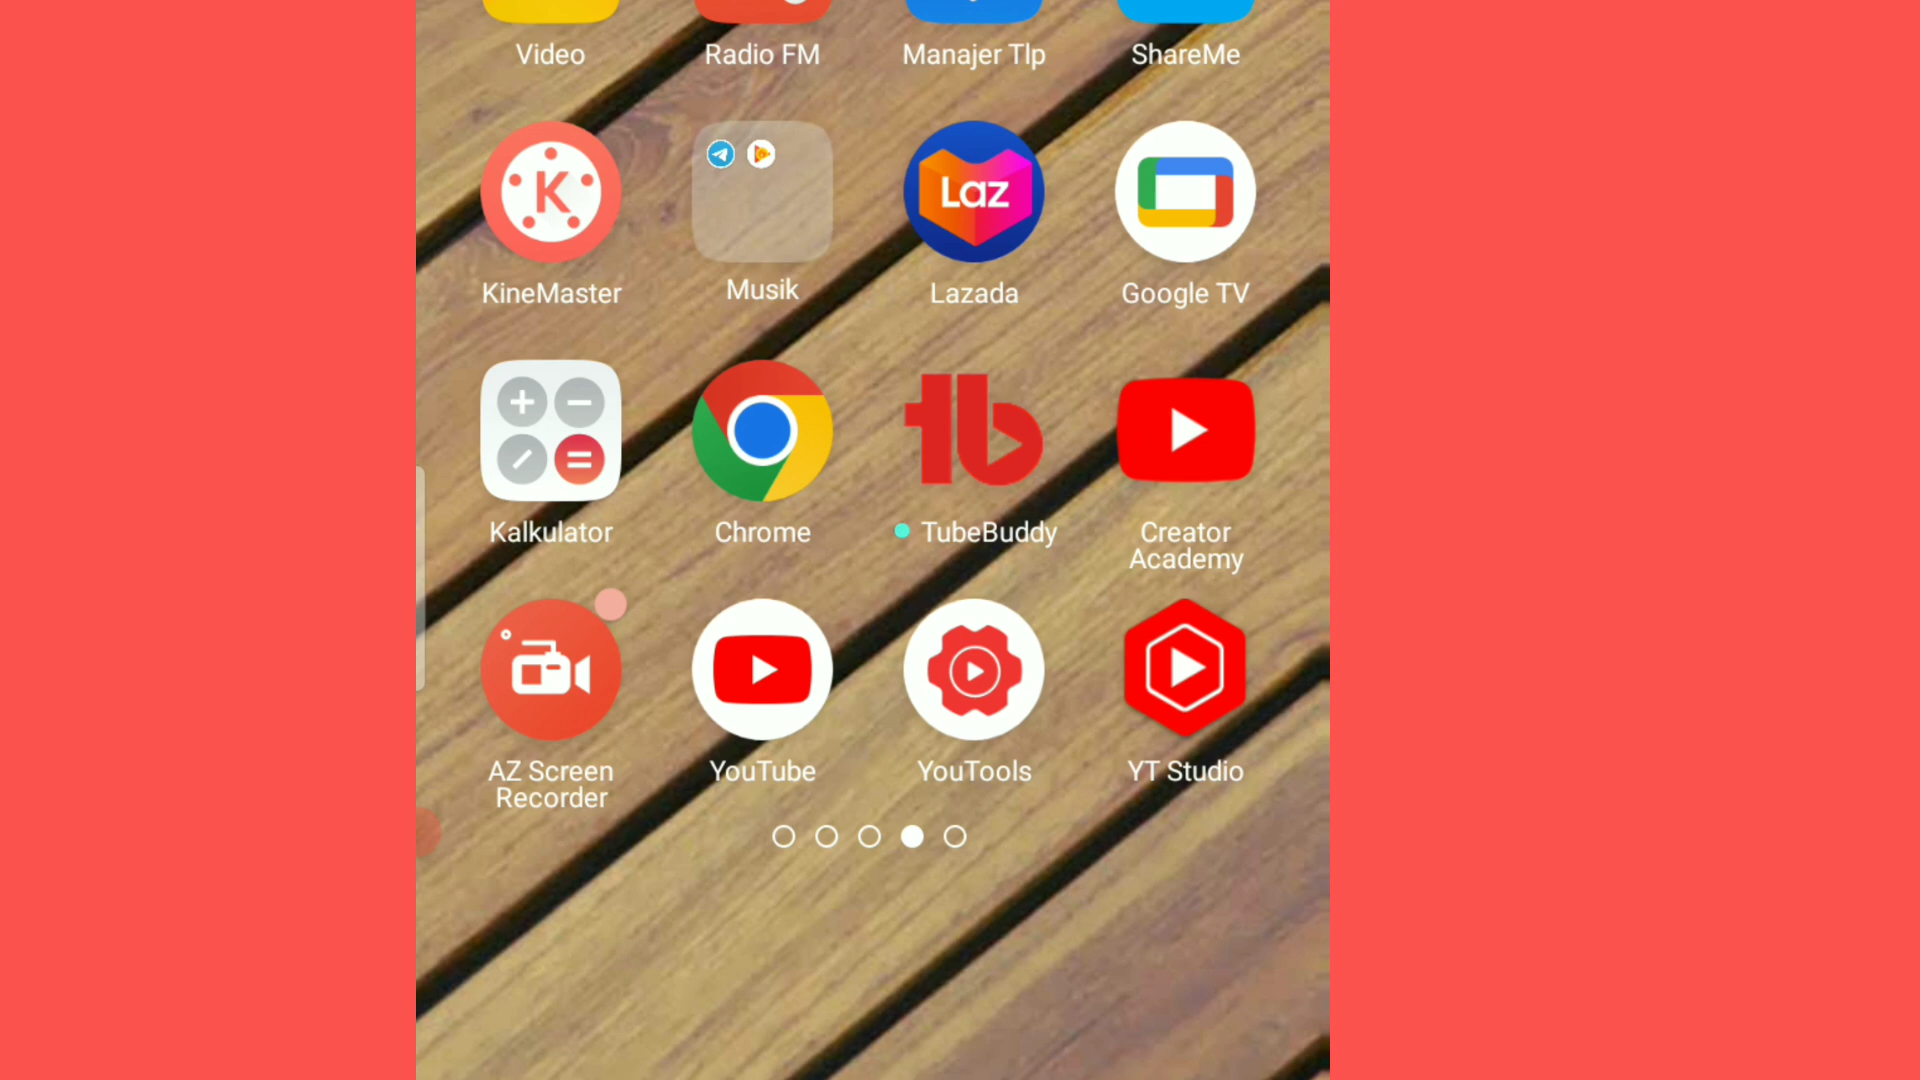 Video
Radio FM
Manajer Tlp
ShareMe
K
Laz
KineMaster
Musik
Lazada
Google TV
tb
Kalkulator
Chrome
TubeBuddy
Creator
Academy
AZ Screen
Recorder
YouTube
YouTools
YT Studio